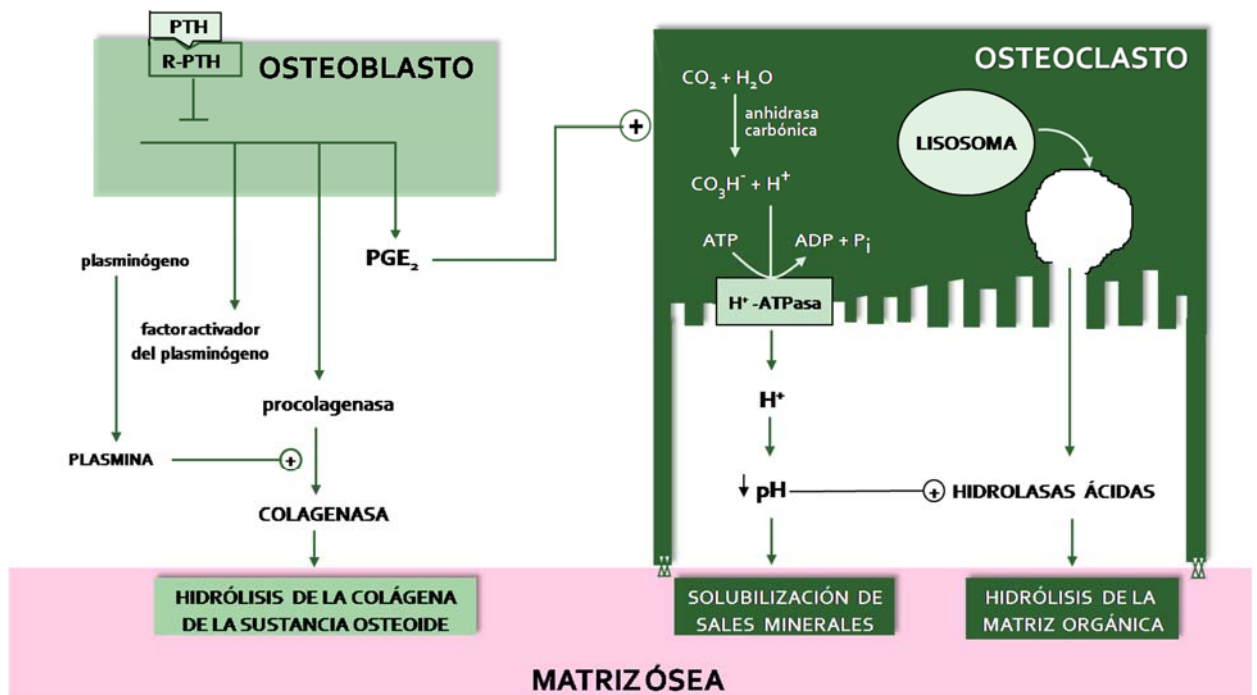 PTH
R-PTH
OSTEOBLASTO
plasminógeno
factor activador
del plasminógeno
PGE₂
procolagenasa
PLASMINA
+
COLAGENASA
HIDRÓLISIS DE LA COLÁGENA
DE LA SUSTANCIA OSTEOIDE
+
OSTEOCLASTO
CO₂ + H₂O
anhidrasa
carbónica
CO₃H⁻ + H⁺
ATP
ADP + Pi
H⁺ -ATPasa
H⁺
↓ pH
+
LISOSOMA
HIDROLASAS ÁCIDAS
SOLUBILIZACIÓN DE
SALES MINERALES
HIDRÓLISIS DE LA
MATRIZ ORGÁNICA
MATRIZ ÓSEA